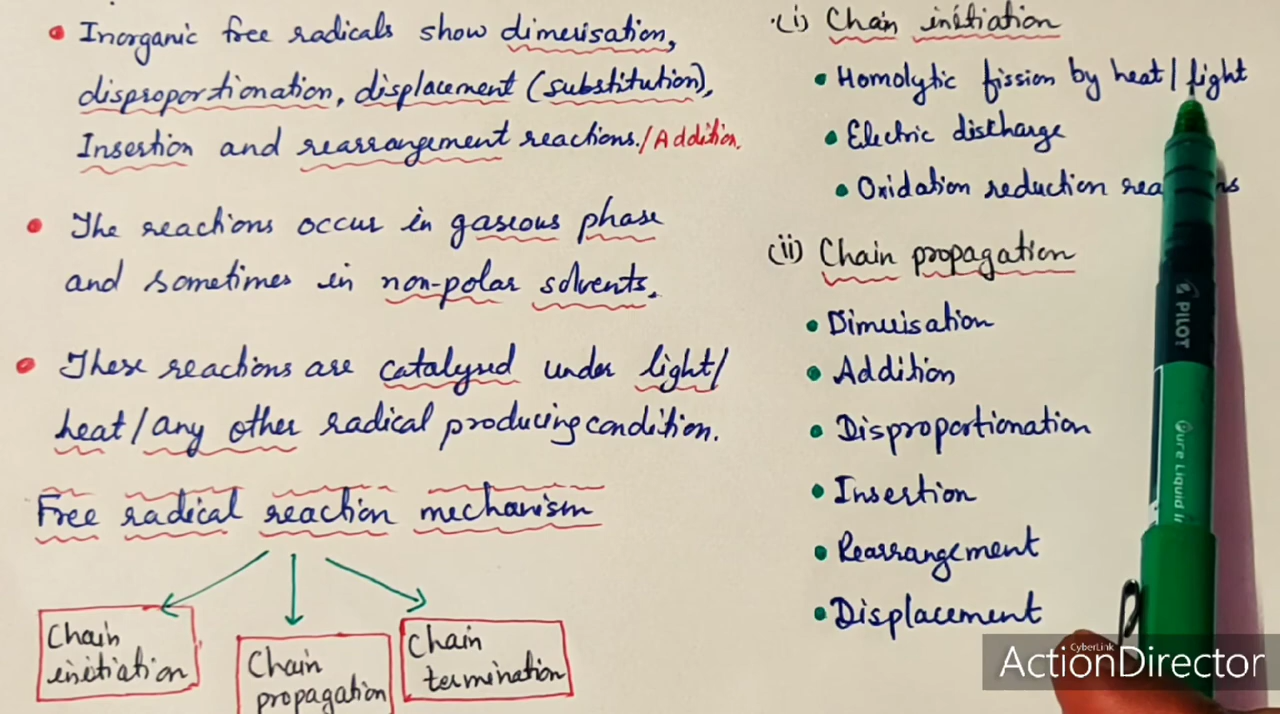 Inorganic free radicals show dimerisation,
disproportionation, displacement (substitution),
Insertion and rearrangement reactions./Addition.
The reactions occur in gaseous phase
and sometimes in non-polar solvents.
These reactions are catalysed under light/
heat/any other radical producing condition.
Free radical reaction mechanism
Chain
initiation
Chain
propagation
Chain
termination
(i) Chain initiation
Homolytic fission by heat/light
Electric discharge
Oxidation reduction
(ii) Chain propagation
Dimerisation
Addition
Disproportionation
Insertion
Rearrangement
Displacement
PILOT
Pure Liquid
CyberLink
ActionDirector